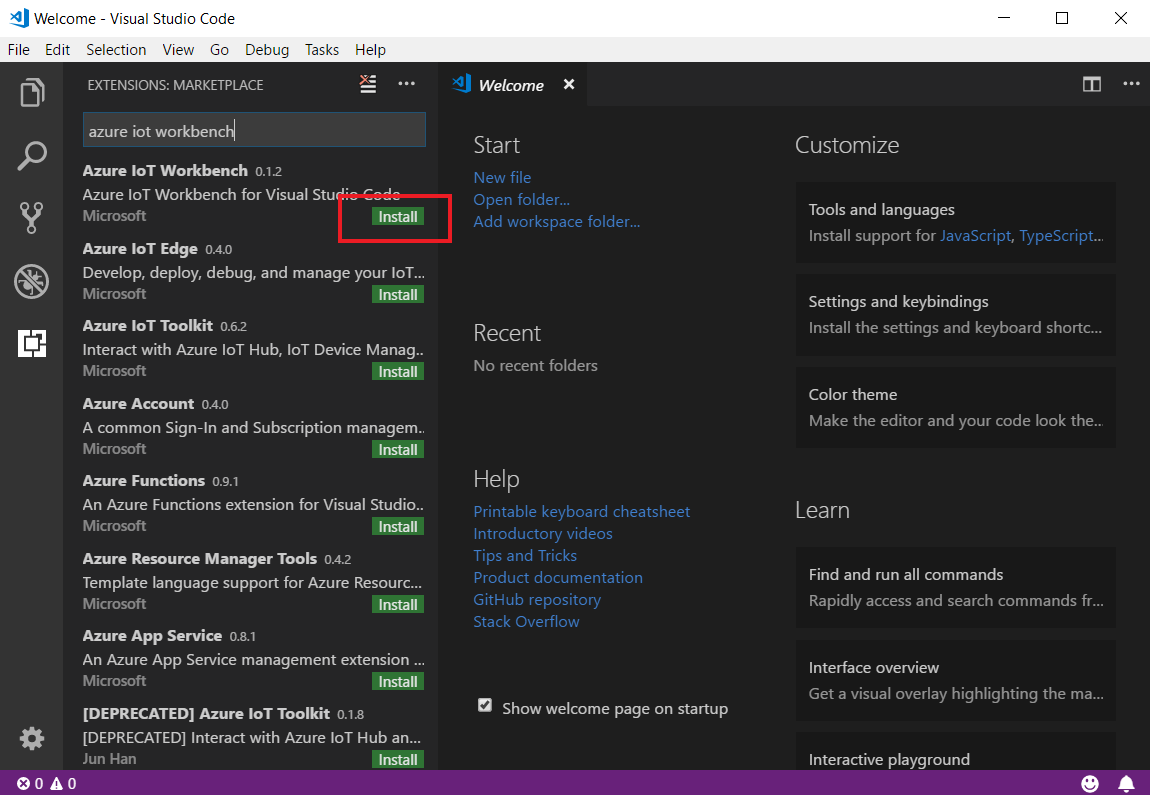 Welcome - Visual Studio Code
File Edit Selection View Go Debug Tasks Help
EXTENSIONS: MARKETPLACE
azure iot workbench
Azure IoT Workbench 0.1.2
Azure IoT Workbench for Visual Studio Code
Microsoft Install
Azure IoT Edge 0.4.0
Develop, deploy, debug, and manage your IoT...
Microsoft Install
Azure IoT Toolkit 0.6.2
Interact with Azure IoT Hub, IoT Device Manag..
Microsoft Install
Azure Account 0.4.0
A common Sign-In and Subscription managem..
Microsoft Install
Azure Functions 0.9.1
An Azure Functions extension for Visual Studio..
Microsoft Install
Azure Resource Manager Tools 0.4.2
Template language support for Azure Resourc...
Microsoft Install
Azure App Service 0.8.1
An Azure App Service management extension ...
Microsoft Install
[DEPRECATED] Azure IoT Toolkit 0.1.8
[DEPRECATED] Interact with Azure IoT Hub an...
Jun Han Install
Welcome
Start
New file
Open folder...
Add workspace folder...
Recent
No recent folders
Help
Printable keyboard cheatsheet
Introductory videos
Tips and Tricks
Product documentation
GitHub repository
Stack Overflow
Show welcome page on startup
Customize
Tools and languages
Install support for JavaScript, TypeScript...
Settings and keybindings
Install the settings and keyboard shortc...
Color theme
Make the editor and your code look the...
Learn
Find and run all commands
Rapidly access and search commands fr...
Interface overview
Get a visual overlay highlighting the ma...
Interactive playground
0 0